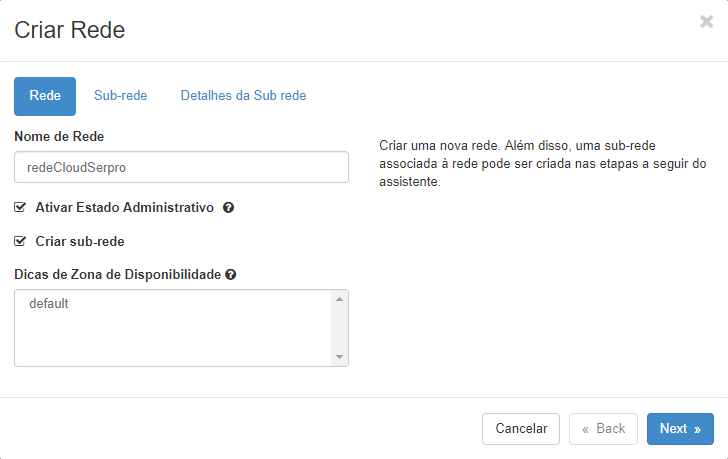 Criar Rede
×
Rede
Sub-rede
Detalhes da Sub rede
Nome de Rede
redeCloudSerpro
Ativar Estado Administrativo ?
Criar sub-rede
Dicas de Zona de Disponibilidade ?
default
Criar uma nova rede. Além disso, uma sub-rede
associada à rede pode ser criada nas etapas a seguir do
assistente.
Cancelar
« Back
Next »